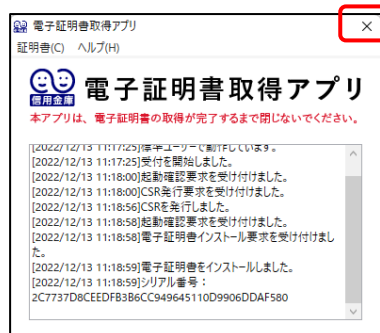 電子証明書取得アプリ
証明書(C) ヘルプ(H)
信用金庫
電子証明書取得アプリ
本アプリは、電子証明書の取得が完了するまで閉じないでください。
[2022/12/13 11:17:25]標準ユーザーで動作しています。
[2022/12/13 11:17:25]受付を開始しました。
[2022/12/13 11:18:00]起動確認要求を受け付けました。
[2022/12/13 11:18:00]CSR発行要求を受け付けました。
[2022/12/13 11:18:56]CSRを発行しました。
[2022/12/13 11:18:58]起動確認要求を受け付けました。
[2022/12/13 11:18:58]電子証明書インストール要求を受け付けまし
た。
[2022/12/13 11:18:59]電子証明書をインストールしました。
[2022/12/13 11:18:59]シリアル番号：
2C7737D8CEEDFB3B6CC949645110D9906DDAF580